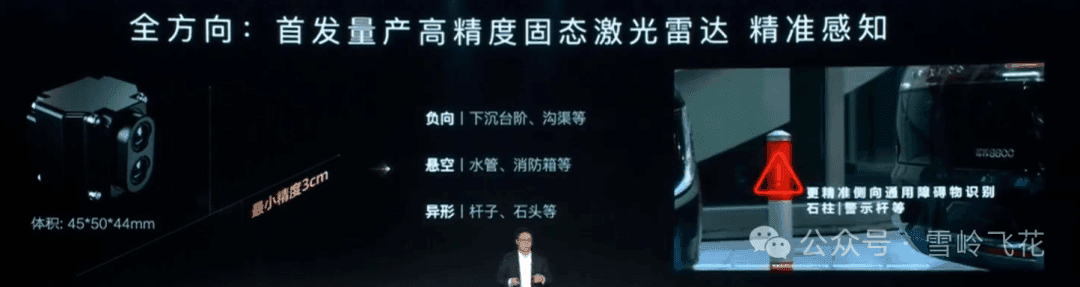 全方向：首发量产高精度固态激光雷达 精准感知
负向｜下沉台阶、沟渠等
悬空｜水管、消防箱等
最小精度3cm
异形｜杆子、石头等
体积: 45*50*44mm
更精准侧向通用障碍物识别
石柱|警示杆等
公众号 · 雪岭飞花